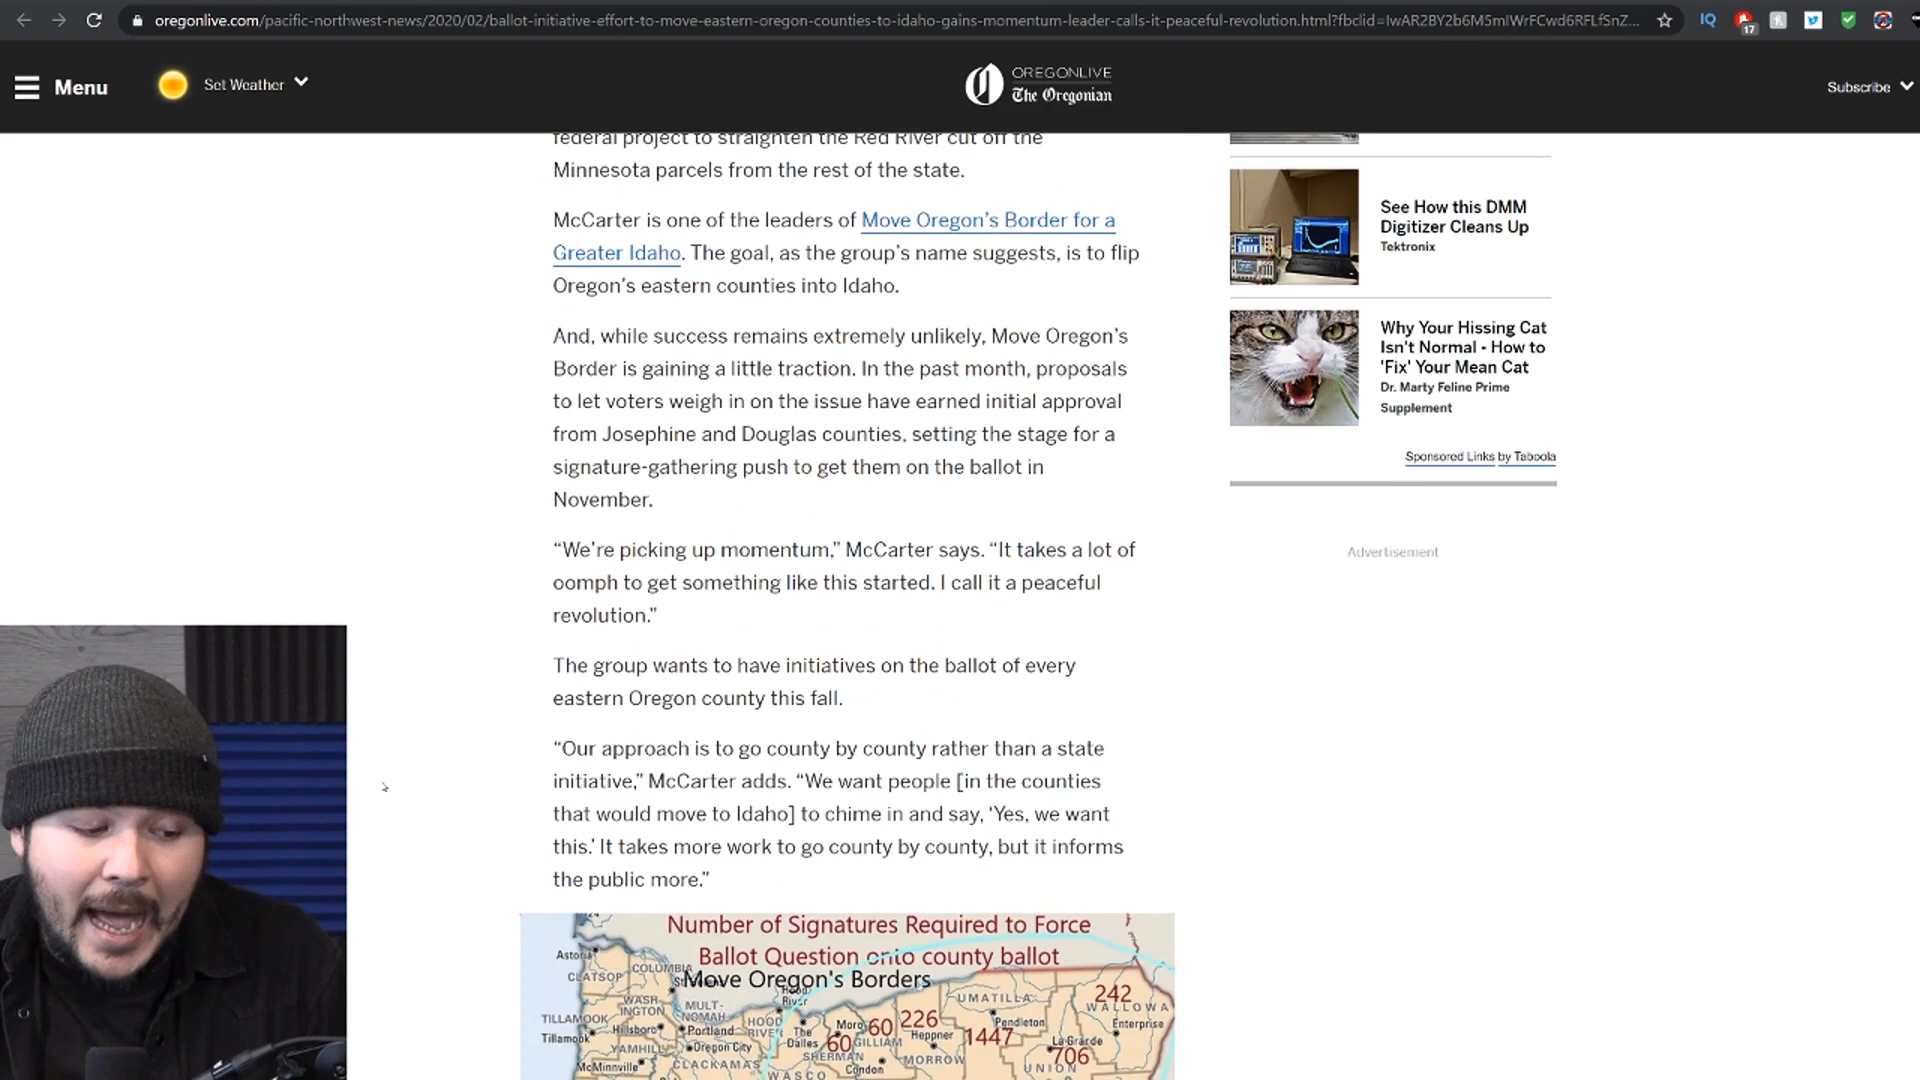 oregonlive.com/pacific-northwest-news/2020/02/ballot-initiative-effort-to-move-eastern-oregon-counties-to-idaho-gains-momentum-leader-calls-it-peaceful-revolution.html?fbclid=IwAR2BY2b6M5mIWrFCwd6RFLfSnZ...
IQ
17
Menu
Set Weather
OREGONLIVE
The Oregonian
Subscribe
federal project to straighten the Red River cut off the
Minnesota parcels from the rest of the state.
McCarter is one of the leaders of Move Oregon's Border for a
Greater Idaho. The goal, as the group's name suggests, is to flip
Oregon's eastern counties into Idaho.
And, while success remains extremely unlikely, Move Oregon's
Border is gaining a little traction. In the past month, proposals
to let voters weigh in on the issue have earned initial approval
from Josephine and Douglas counties, setting the stage for a
signature-gathering push to get them on the ballot in
November.
“We're picking up momentum,” McCarter says. “It takes a lot of
oomph to get something like this started. I call it a peaceful
revolution.”
The group wants to have initiatives on the ballot of every
eastern Oregon county this fall.
“Our approach is to go county by county rather than a state
initiative,” McCarter adds. “We want people [in the counties
that would move to Idaho] to chime in and say, ‘Yes, we want
this.’ It takes more work to go county by county, but it informs
the public more.”
See How this DMM
Digitizer Cleans Up
Tektronix
Why Your Hissing Cat
Isn't Normal - How to
'Fix' Your Mean Cat
Dr. Marty Feline Prime
Supplement
Sponsored Links by Taboola
Advertisement
Number of Signatures Required to Force
Ballot Question onto county ballot
Move Oregon's Borders
Astoria
CLATSOP
COLUMBIA
TILLAMOOK
Tillamook
WASH-
INGTON
Hillsboro
MULT-
NOMAH
Portland
YAMHILL
Oregon City
McMinnville
CLACKAMAS
Hood
River
HOOD
RIVER
The
Dalles
WASCO
Moro
60
SHERMAN
60
GILLIAM
Condon
226
Heppner
MORROW
UMATILLA
Pendleton
1447
242
WALLOWA
Enterprise
La Grande
706
UNION